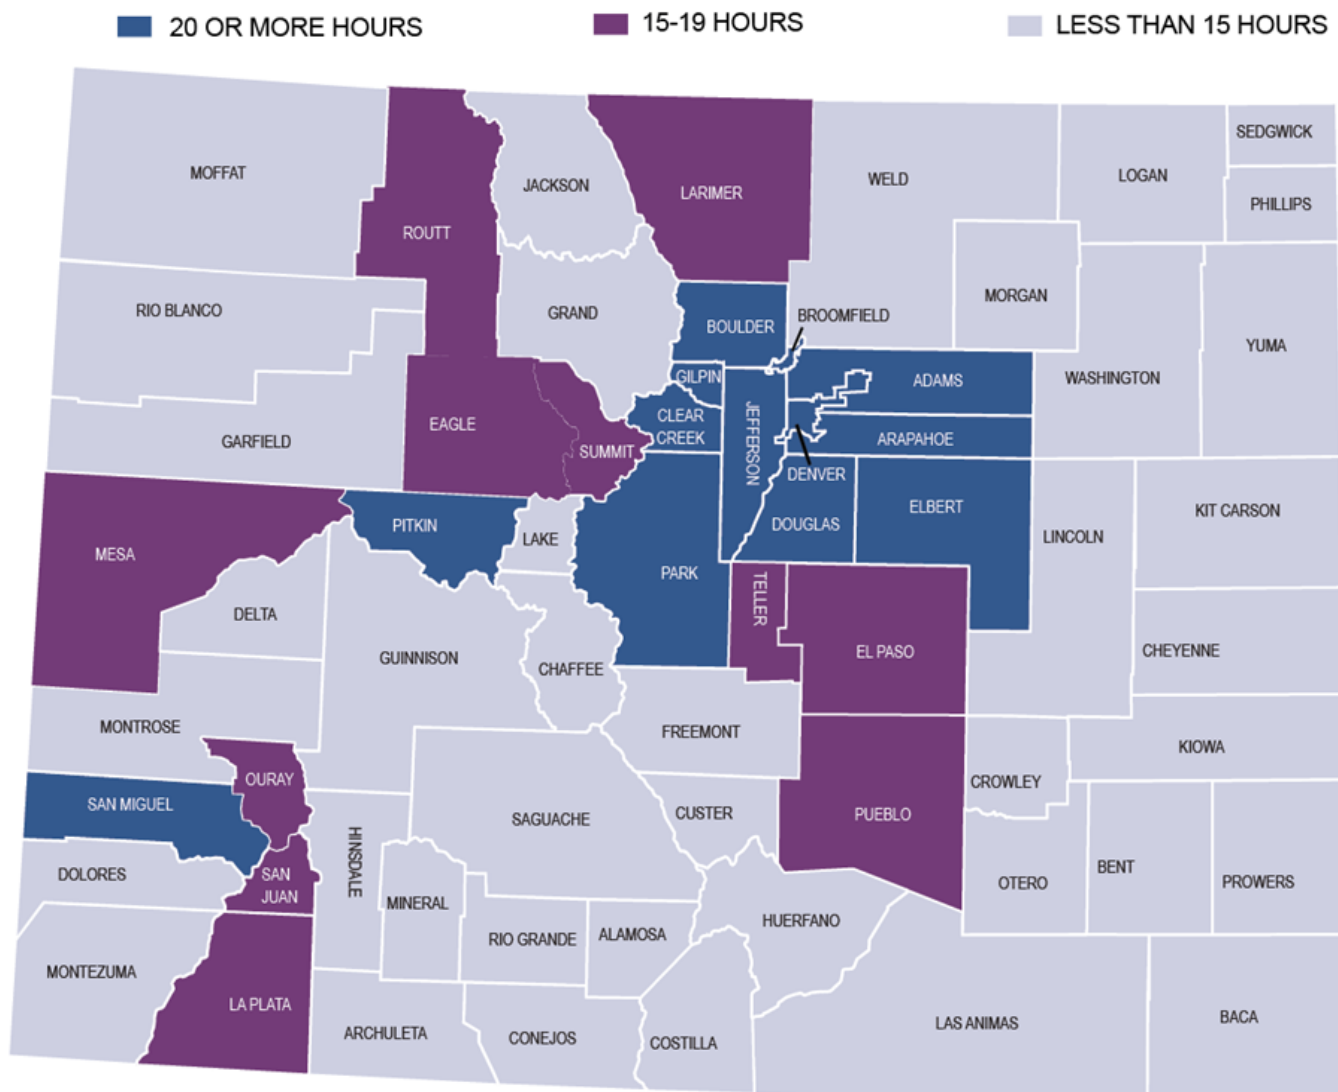 20 OR MORE HOURS
15-19 HOURS
LESS THAN 15 HOURS
SEDGWICK
MOFFAT
LOGAN
WELD
JACKSON
LARIMER
PHILLIPS
ROUTT
MORGAN
RIO BLANCO
GRAND
BROOMFIELD
BOULDER
YUMA
GILPIN
ADAMS
WASHINGTON
CLEAR
CREEK
JEFFERSON
EAGLE
GARFIELD
ARAPAHOE
SUMMIT
DENVER
ELBERT
KIT CARSON
PITKIN
DOUGLAS
LAKE
LINCOLN
MESA
PARK
TELLER
DELTA
GUINNISON
EL PASO
CHEYENNE
CHAFFEE
MONTROSE
FREEMONT
KIOWA
OURAY
CROWLEY
SAN MIGUEL
CUSTER
PUEBLO
SAGUACHE
HINSDALE
BENT
DOLORES
SAN
JUAN
OTERO
PROWERS
MINERAL
HUERFANO
ALAMOSA
RIO GRANDE
MONTEZUMA
LA PLATA
BACA
LAS ANIMAS
ARCHULETA
CONEJOS
COSTILLA